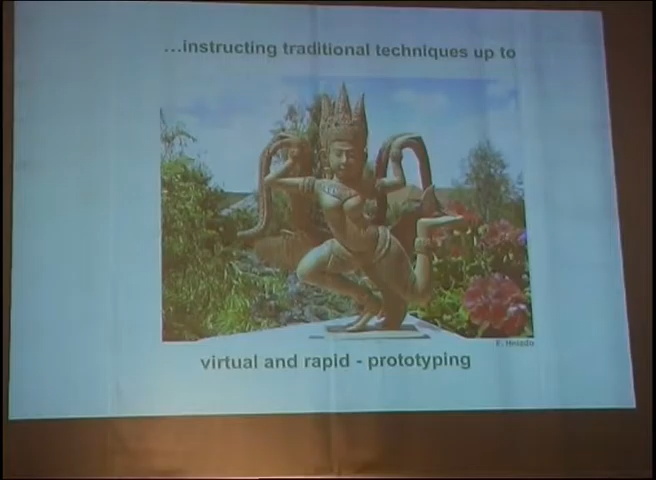 ...instructing traditional techniques up to
virtual and rapid - prototyping